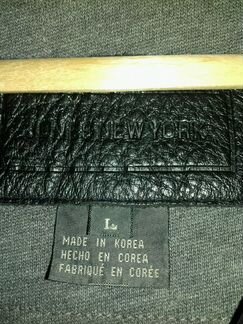 NEW YORK
L
MADE IN KOREA
HECHO EN COREA
FABRIQUÉ EN CORÉE